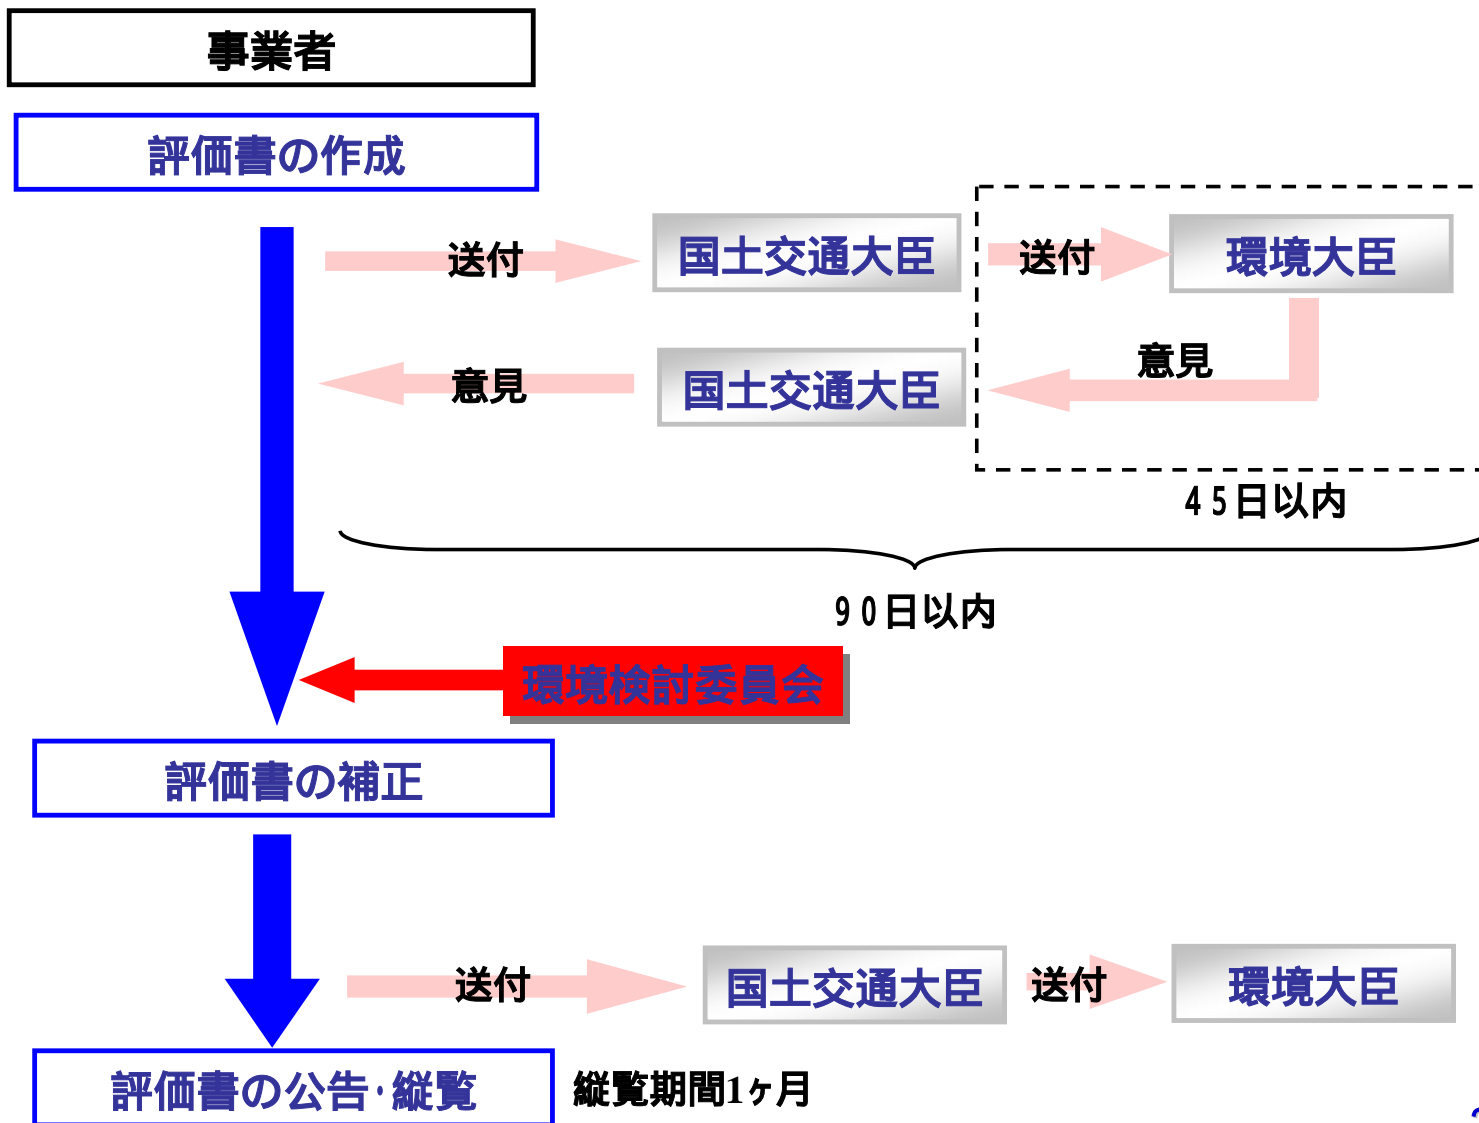 事業者
評価書の作成
送付
国土交通大臣
送付
環境大臣
意見
国土交通大臣
意見
４５日以内
９０日以内
環境検討委員会
評価書の補正
送付
国土交通大臣
送付
環境大臣
評価書の公告･縦覧
縦覧期間1ヶ月